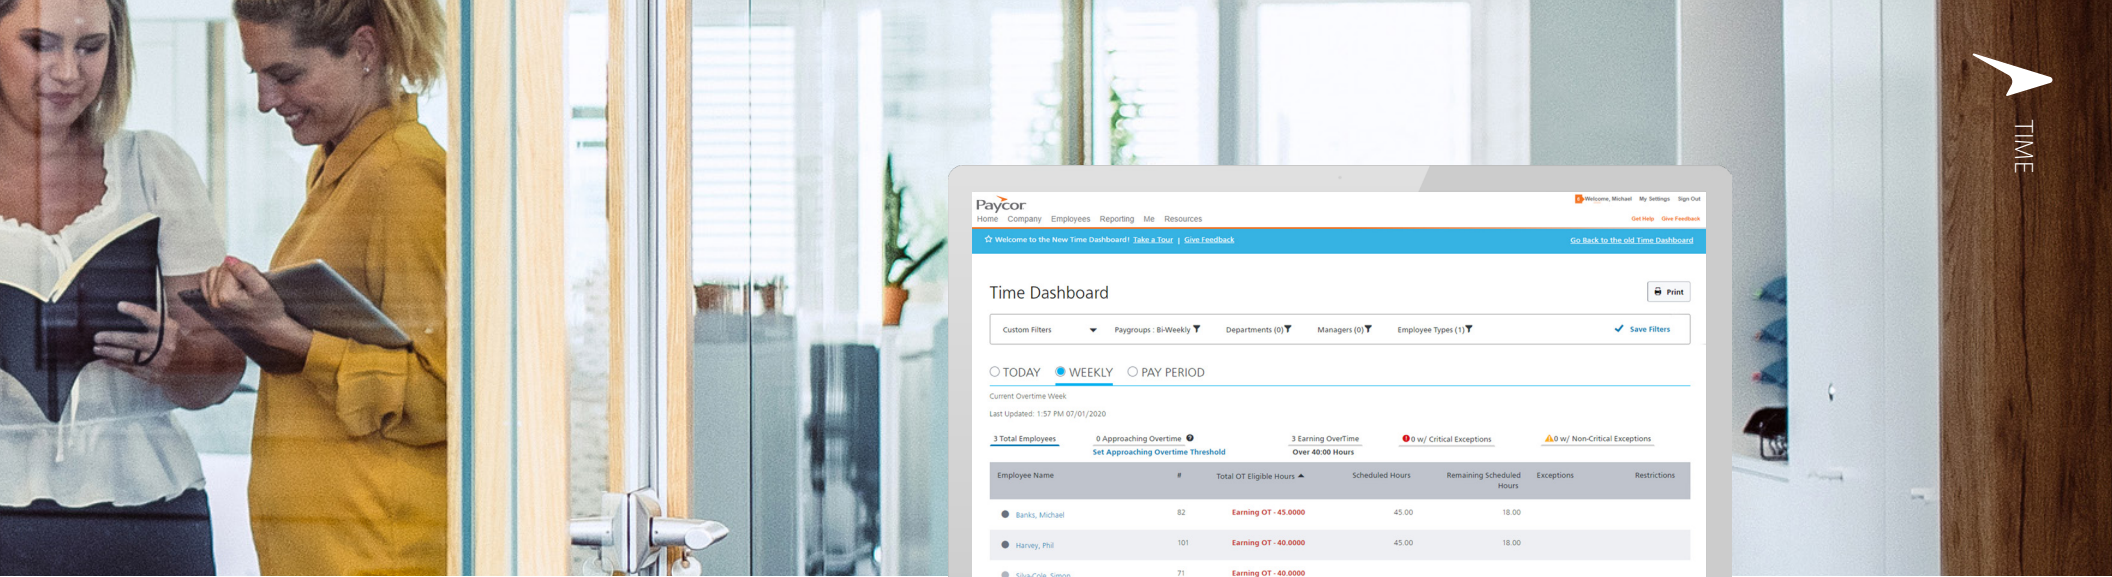 TIME
Paycor
Welcome, Michael My Settings Sign Out
Home Company Employees Reporting Me Resources
Get Help Give Feedback
Welcome to the New Time Dashboard! Take a Tour | Give Feedback
Go Back to the old Time Dashboard
Time Dashboard
Print
Custom Filters Paygroups : Bi-Weekly Departments (0) Managers (0) Employee Types (1) Save Filters
TODAY WEEKLY PAY PERIOD
Current Overtime Week
Last Updated: 1:57 PM 07/01/2020
3 Total Employees 0 Approaching Overtime 3 Earning OverTime 0 w/ Critical Exceptions 0 w/ Non-Critical Exceptions
Set Approaching Overtime Threshold Over 40:00 Hours
Employee Name # Total OT Eligible Hours Scheduled Hours Remaining Scheduled Exceptions Restrictions
Hours
Banks, Michael 82 Earning OT - 45.0000 45.00 18.00
Harvey, Phil 101 Earning OT - 40.0000 45.00 18.00
Silva-Cole, Simon 71 Earning OT - 40.0000